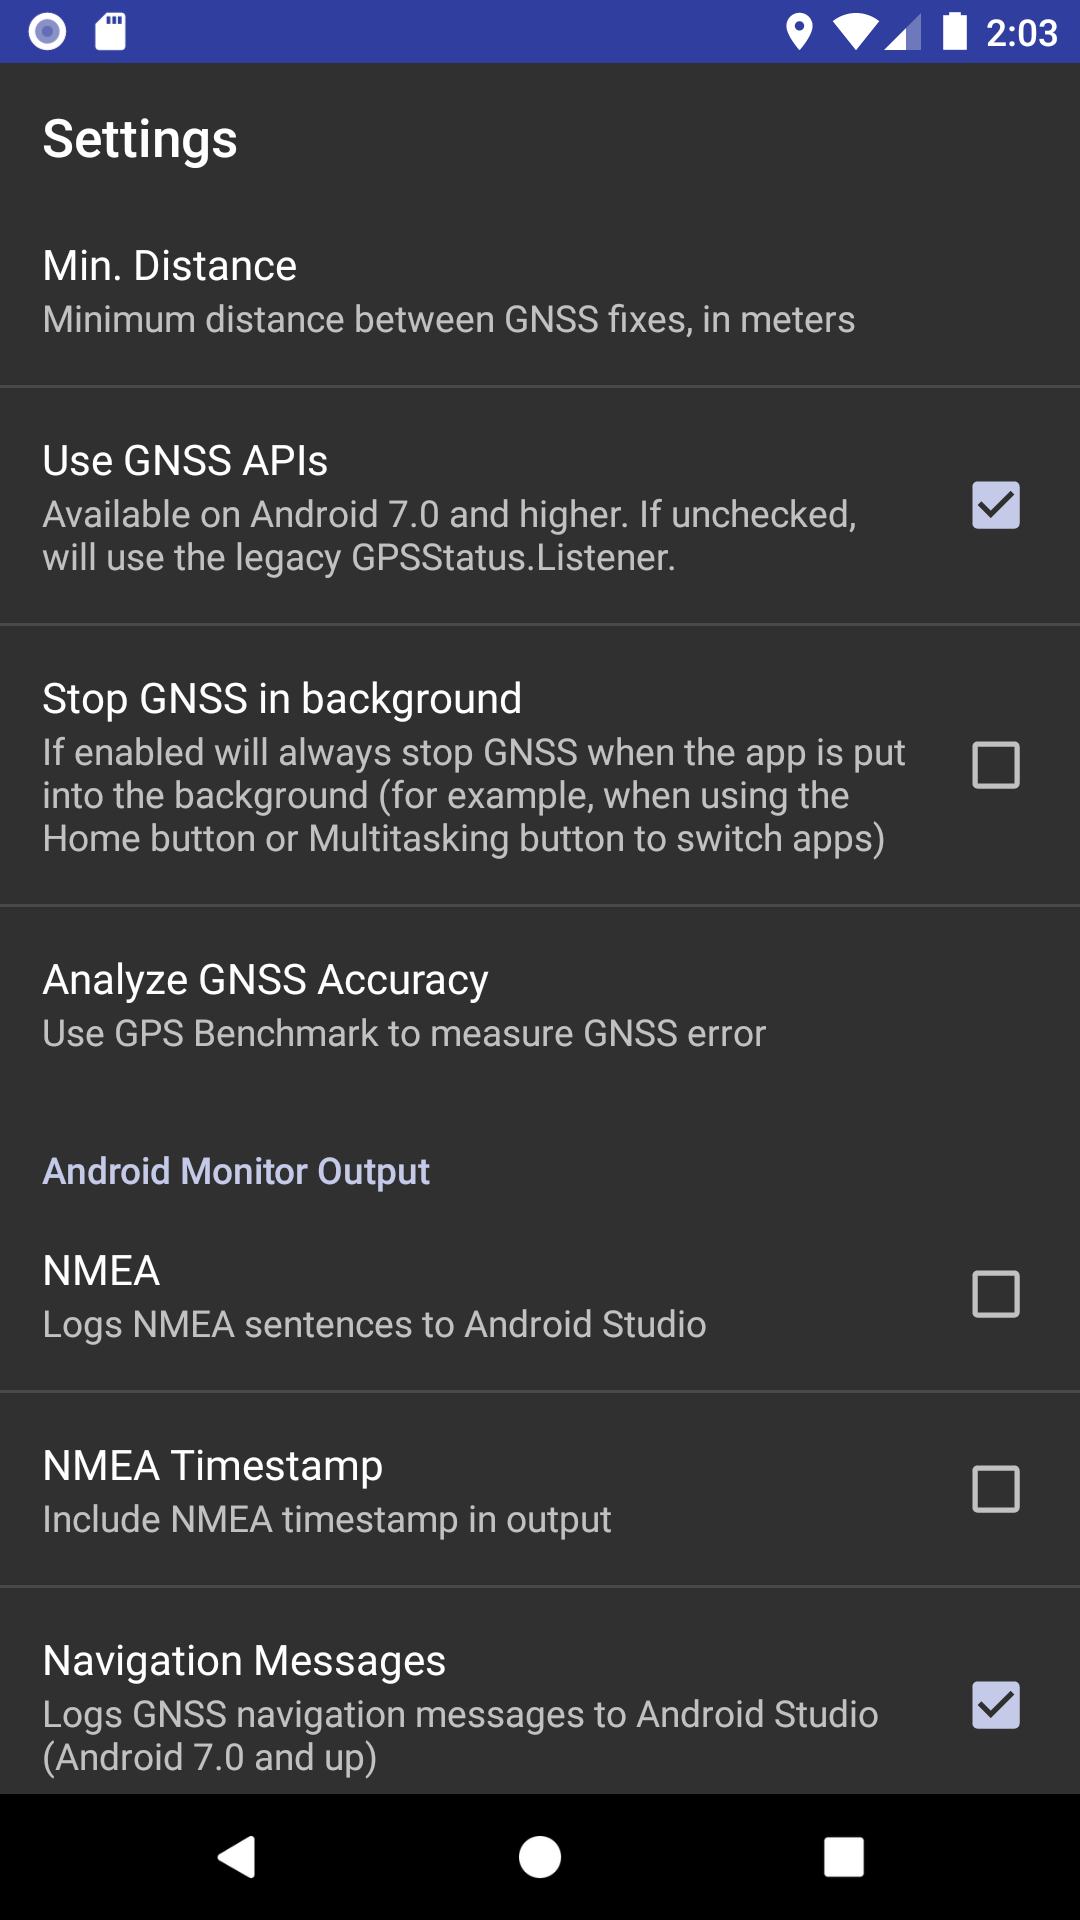 2:03
Settings
Min. Distance
Minimum distance between GNSS fixes, in meters
Use GNSS APIs
Available on Android 7.0 and higher. If unchecked,
will use the legacy GPSStatus.Listener.
Stop GNSS in background
If enabled will always stop GNSS when the app is put
into the background (for example, when using the
Home button or Multitasking button to switch apps)
Analyze GNSS Accuracy
Use GPS Benchmark to measure GNSS error
Android Monitor Output
NMEA
Logs NMEA sentences to Android Studio
NMEA Timestamp
Include NMEA timestamp in output
Navigation Messages
Logs GNSS navigation messages to Android Studio
(Android 7.0 and up)